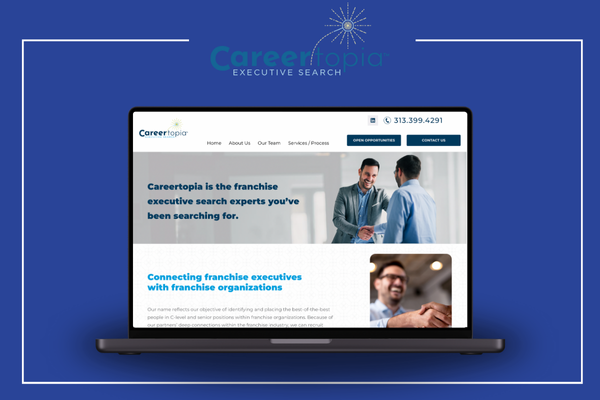 Careertopia
EXECUTIVE SEARCH
313.399.4291
Careertopia
Home About Us Our Team Services / Process OPEN OPPORTUNITIES CONTACT US
Careertopia is the franchise
executive search experts you've
been searching for.
Connecting franchise executives
with franchise organizations
Our name reflects our objective of identifying and placing the best-of-the-best
people in C-level and senior positions within franchise organizations. Because of
our partners' deep connections within the franchise industry, we can recruit